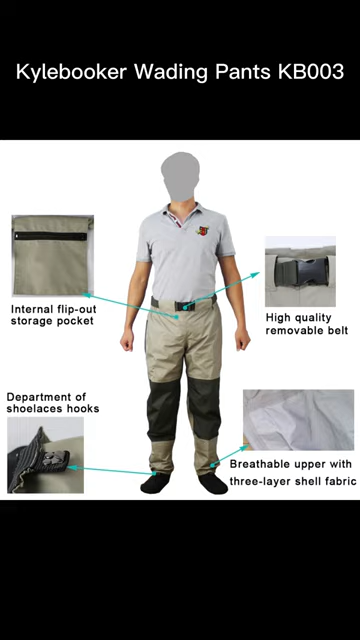 Kylebooker Wading Pants KB003
Internal flip-out
storage pocket
High quality
removable belt
Department of
shoelaces hooks
Breathable upper with
three-layer shell fabric